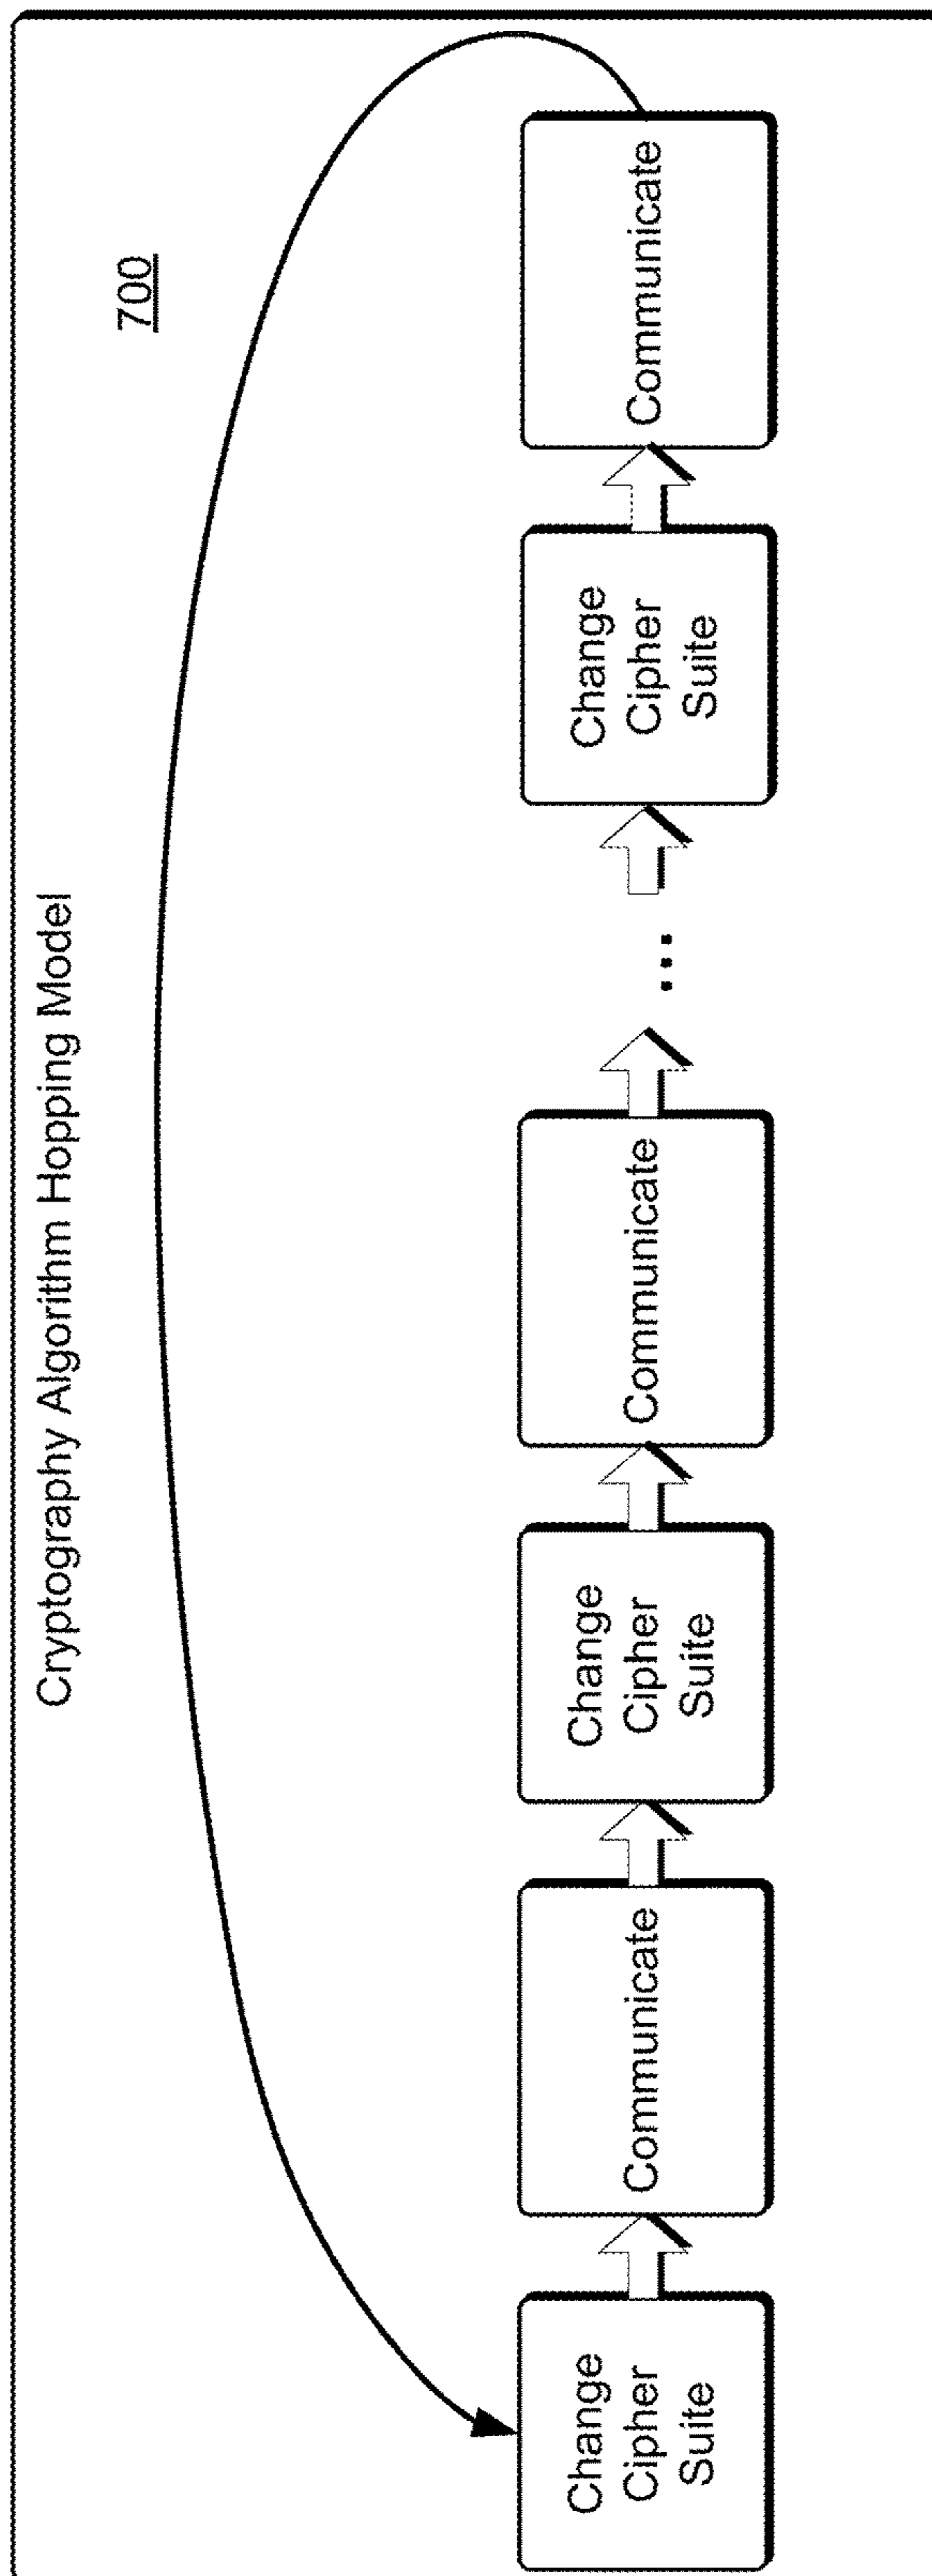 Cryptography Algorithm Hopping Model
700
Change
Cipher
Suite
Communicate
Change
Cipher
Suite
Communicate
...
Change
Cipher
Suite
Communicate